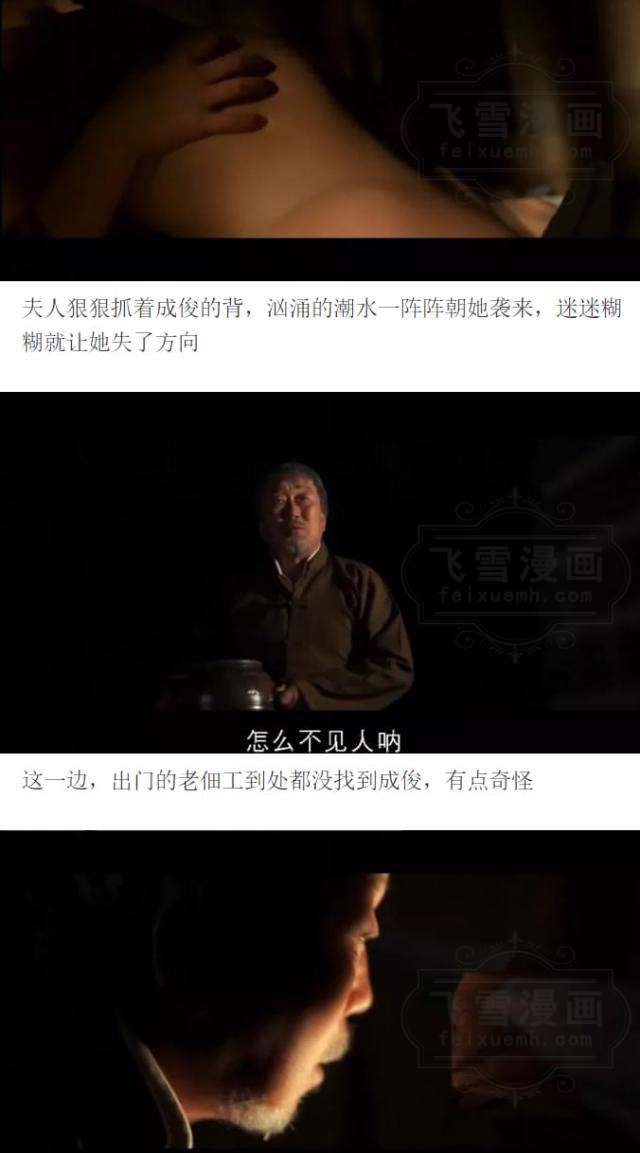 飞雪漫画
feixuemh.com
夫人狠狠抓着成俊的背，汹涌的潮水一阵阵朝她袭来，迷迷糊
糊就让她失了方向
飞雪漫画
feixuemh.com
怎么不见人呐
这一边，出门的老佃工到处都没找到成俊，有点奇怪
飞雪漫画
feixuemh.com